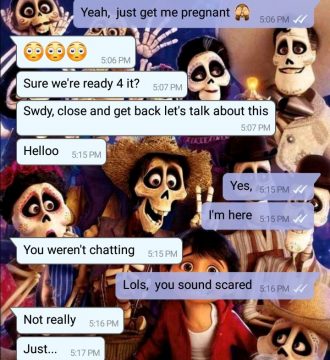 Yeah, just get me pregnant 🙈
5:06 PM
😳😳😳
5:06 PM
Sure we're ready 4 it?
5:07 PM
Swdy, close and get back let's talk about this
5:07 PM
Helloo
5:15 PM
Yes,
5:15 PM
I'm here
5:15 PM
You weren't chatting
5:15 PM
Lols, you sound scared
5:16 PM
Not really
5:16 PM
Just...
5:17 PM